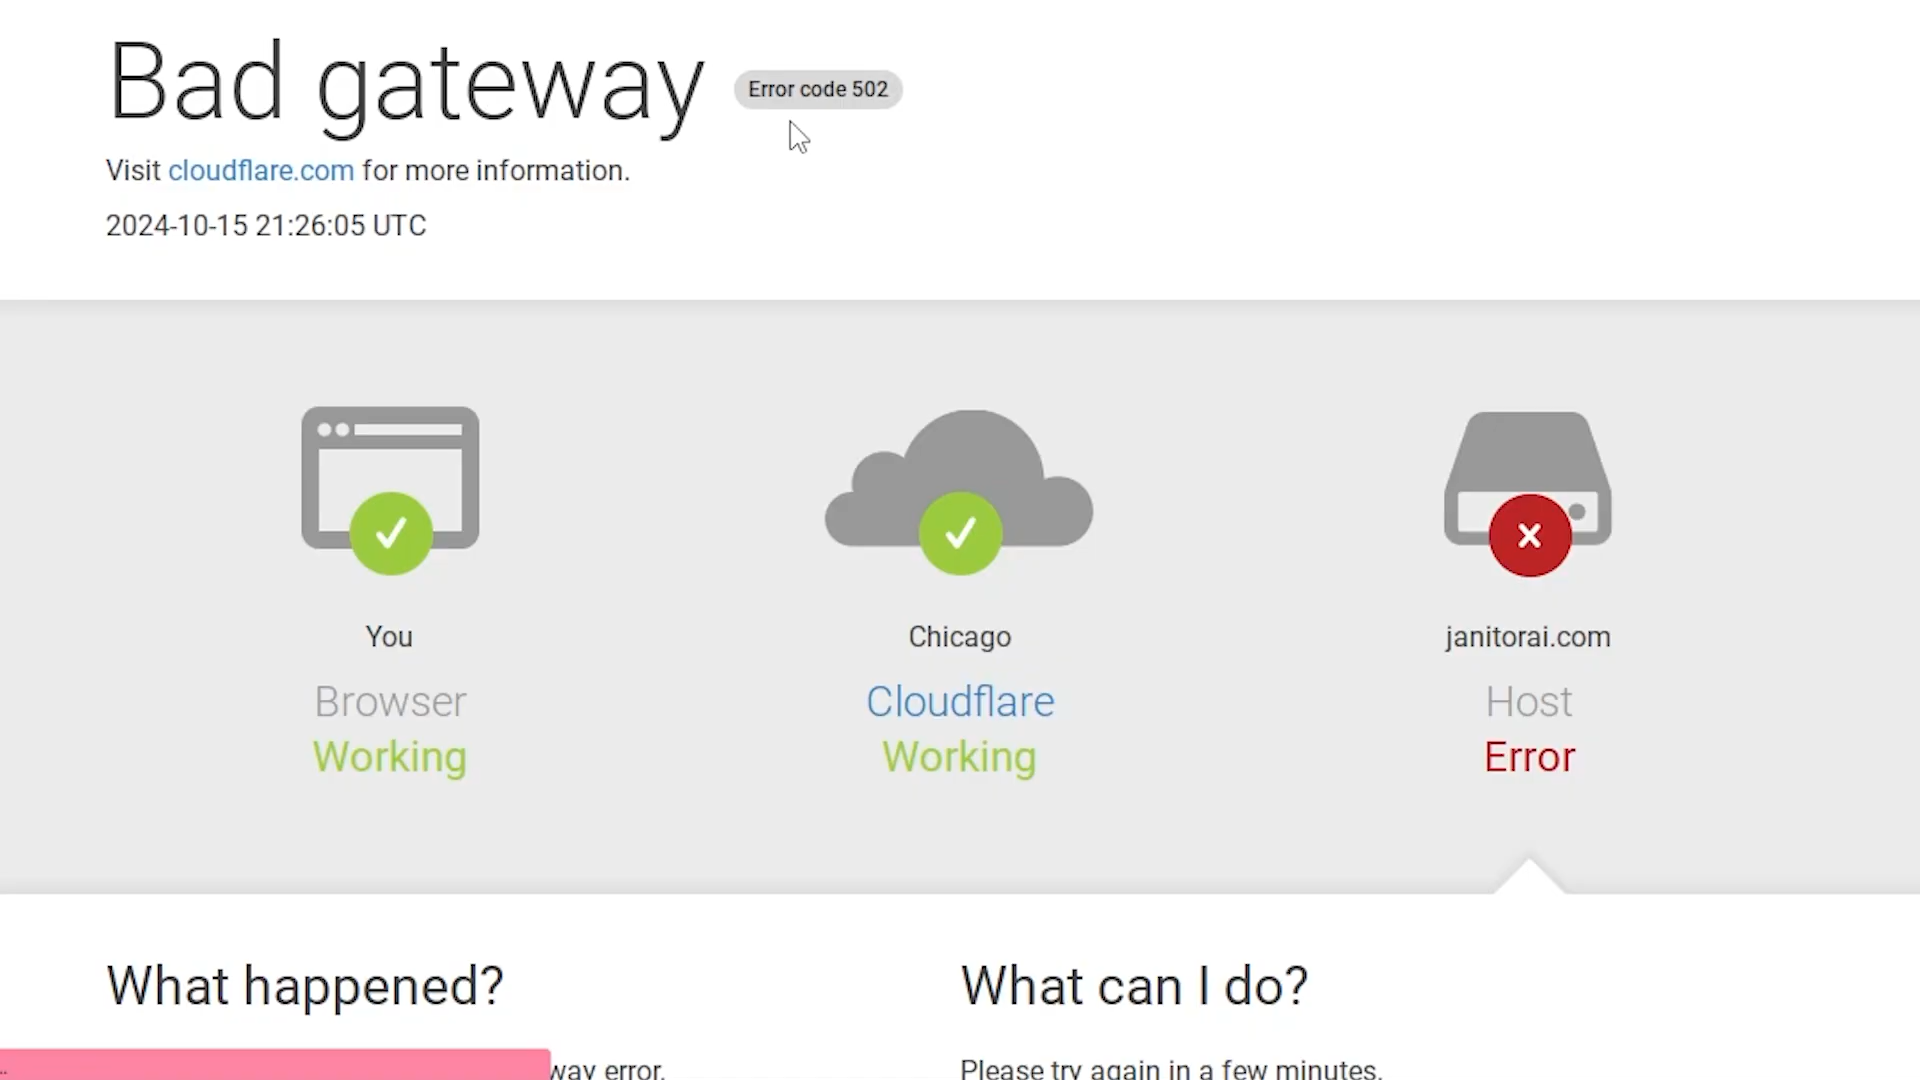 Bad gateway Error code 502
Visit cloudflare.com for more information.
2024-10-15 21:26:05 UTC
You
Browser
Working
Chicago
Cloudflare
Working
janitorai.com
Host
Error
What happened?
way error.
What can I do?
Please try again in a few minutes.